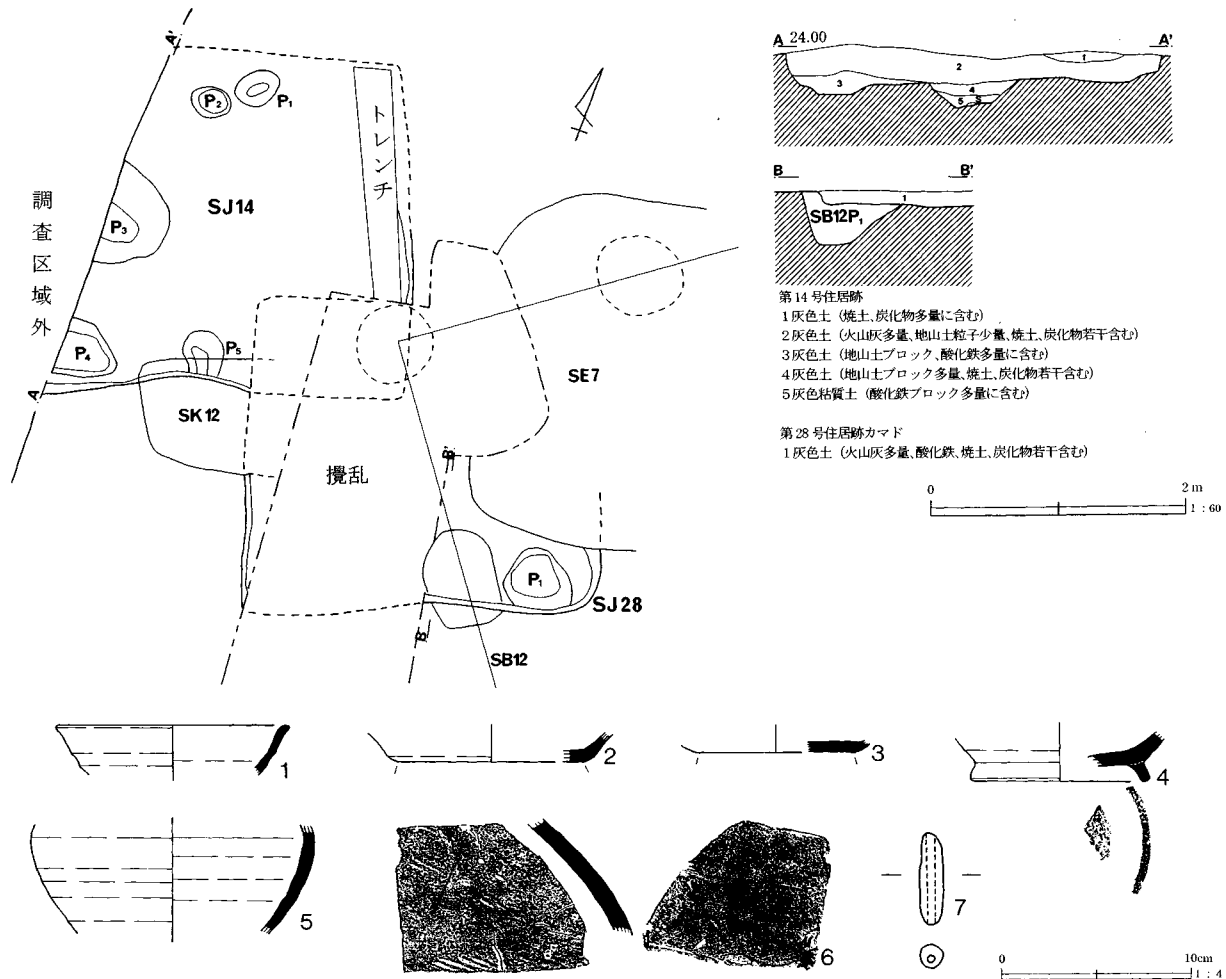 A'
P2
P1
トレンチ
調査区域外
SJ14
P3
P4
P5
A
SK12
SE7
攪乱
B'
P1
SJ28
B
SB12
A 24.00 A'
1
2
3
4
5 S
B B'
1
SB12P1
第14号住居跡
1灰色土(焼土、炭化物多量に含む)
2灰色土(火山灰多量、地山土粒子少量、焼土、炭化物若干含む)
3灰色土(地山土ブロック、酸化鉄多量に含む)
4灰色土(地山土ブロック多量、焼土、炭化物若干含む)
5灰色粘質土(酸化鉄ブロック多量に含む)
第28号住居跡カマド
1灰色土(火山灰多量、酸化鉄、焼土、炭化物若干含む)
0 2m
1:60
1
2
3
4
5
6
7
0 10cm
1:4